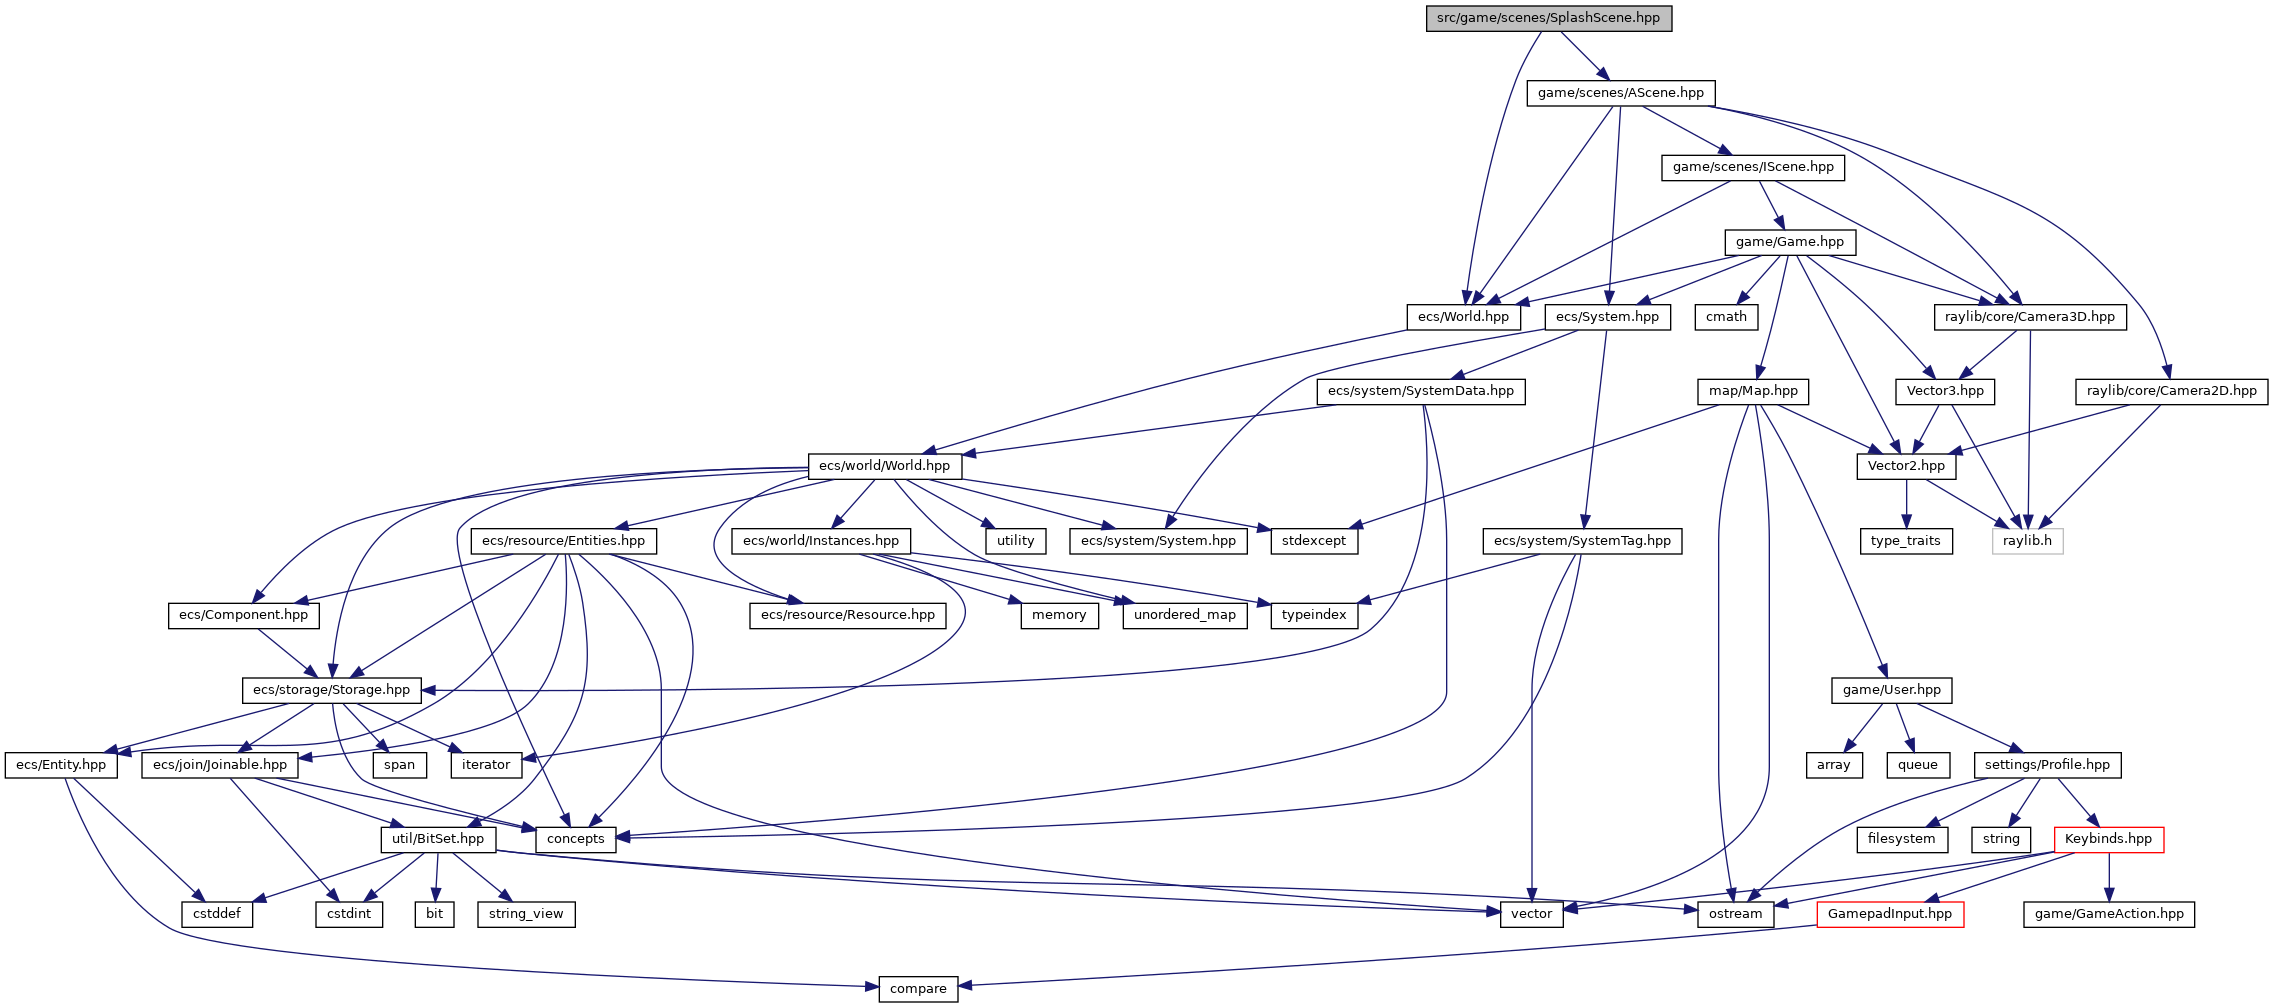 src/game/scenes/SplashScene.hpp
game/scenes/AScene.hpp
game/scenes/IScene.hpp
game/Game.hpp
ecs/World.hpp
ecs/System.hpp
cmath
raylib/core/Camera3D.hpp
ecs/system/SystemData.hpp
map/Map.hpp
Vector3.hpp
raylib/core/Camera2D.hpp
ecs/world/World.hpp
Vector2.hpp
ecs/resource/Entities.hpp
ecs/world/Instances.hpp
utility
ecs/system/System.hpp
stdexcept
ecs/system/SystemTag.hpp
type_traits
raylib.h
ecs/Component.hpp
ecs/resource/Resource.hpp
memory
unordered_map
typeindex
ecs/storage/Storage.hpp
game/User.hpp
ecs/Entity.hpp
ecs/join/Joinable.hpp
span
iterator
array
queue
settings/Profile.hpp
util/BitSet.hpp
concepts
filesystem
string
Keybinds.hpp
cstddef
cstdint
bit
string_view
vector
ostream
GamepadInput.hpp
game/GameAction.hpp
compare